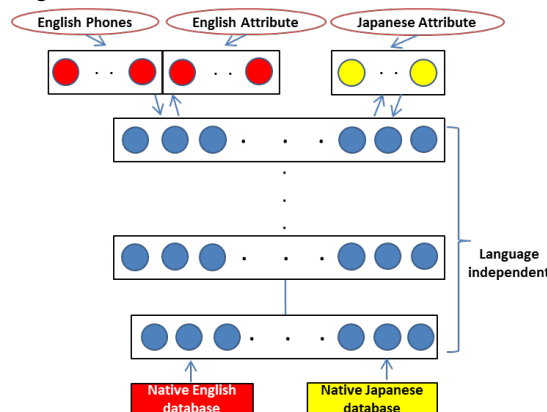 English Phones
English Attribute
Japanese Attribute
Language
independent
Native English
database
Native Japanese
database